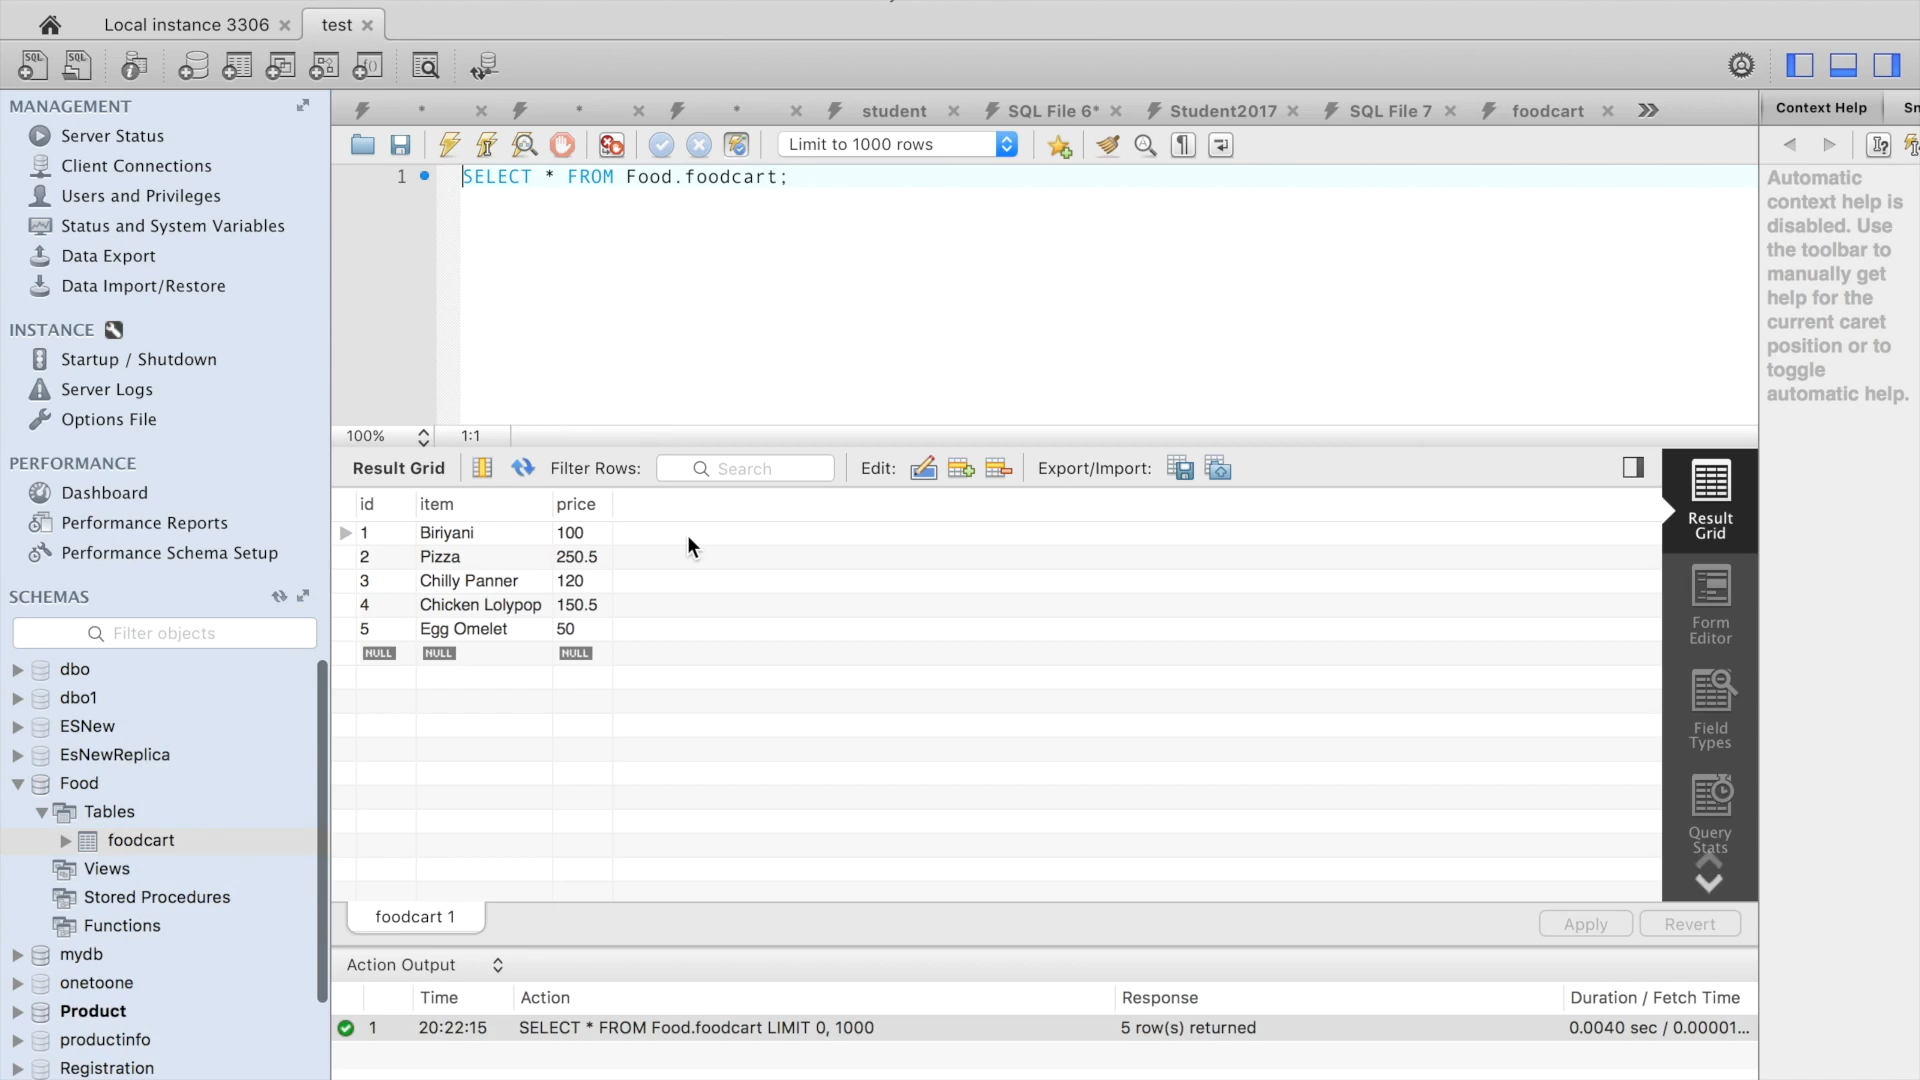 Local instance 3306
test
MANAGEMENT
Server Status
Client Connections
Users and Privileges
Status and System Variables
Data Export
Data Import/Restore
INSTANCE
Startup / Shutdown
Server Logs
Options File
PERFORMANCE
Dashboard
Performance Reports
Performance Schema Setup
SCHEMAS
Filter objects
dbo
dbo1
ESNew
EsNewReplica
Food
Tables
foodcart
Views
Stored Procedures
Functions
mydb
onetoone
Product
productinfo
Registration
* * * student SQL File 6* Student2017 SQL File 7 foodcart
Limit to 1000 rows
1 SELECT * FROM Food.foodcart;
100% 1:1
Result Grid Filter Rows: Search Edit: Export/Import:
id item price
1 Biriyani 100
2 Pizza 250.5
3 Chilly Panner 120
4 Chicken Lolypop 150.5
5 Egg Omelet 50
NULL NULL NULL
Result
Grid
Form
Editor
Field
Types
Query
Stats
foodcart 1
Apply Revert
Action Output
Time Action Response Duration / Fetch Time
1 20:22:15 SELECT * FROM Food.foodcart LIMIT 0, 1000 5 row(s) returned 0.0040 sec / 0.00001...
Context Help Sn
Automatic
context help is
disabled. Use
the toolbar to
manually get
help for the
current caret
position or to
toggle
automatic help.